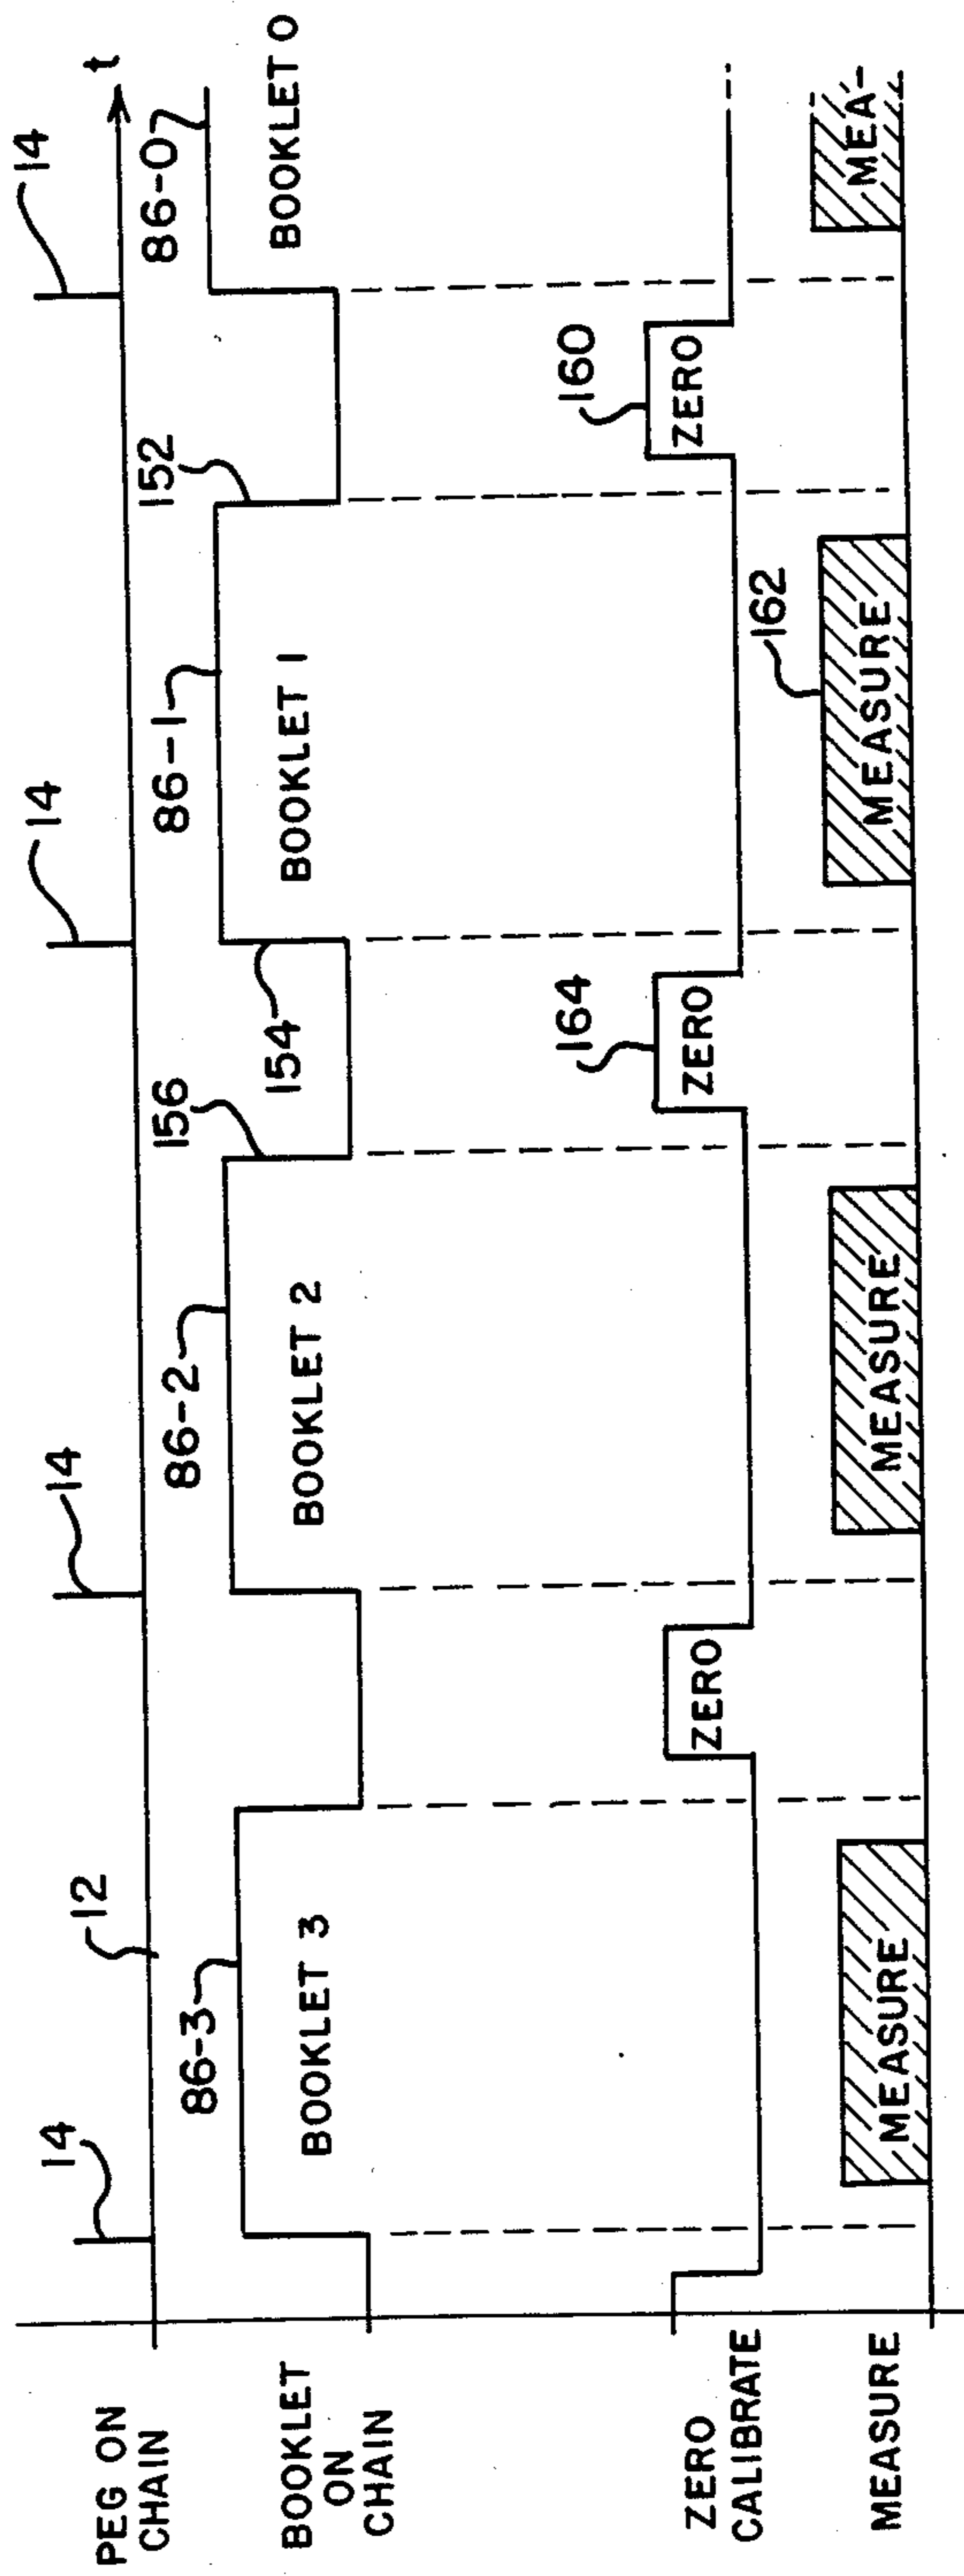 PEG ON
CHAIN
14
12
14
14
14
t
BOOKLET
ON
CHAIN
86-3
BOOKLET 3
86-2
BOOKLET 2
156
154
86-1
BOOKLET 1
152
86-0
BOOKLET 0
ZERO
CALIBRATE
ZERO
164
ZERO
160
ZERO
MEASURE
MEASURE
MEASURE
162
MEASURE
MEA-